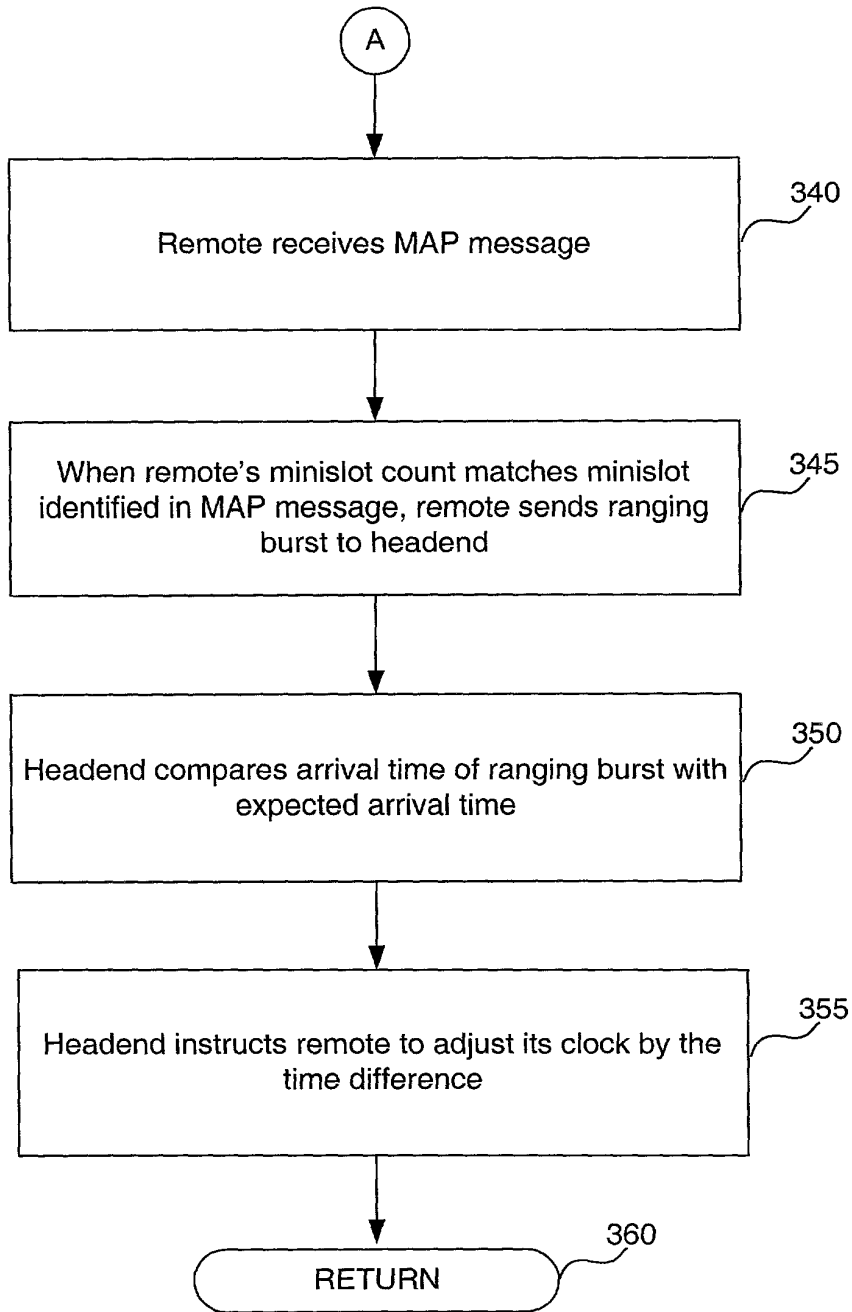 A
340
Remote receives MAP message
345
When remote's minislot count matches minislot
identified in MAP message, remote sends ranging
burst to headend
350
Headend compares arrival time of ranging burst with
expected arrival time
355
Headend instructs remote to adjust its clock by the
time difference
360
RETURN